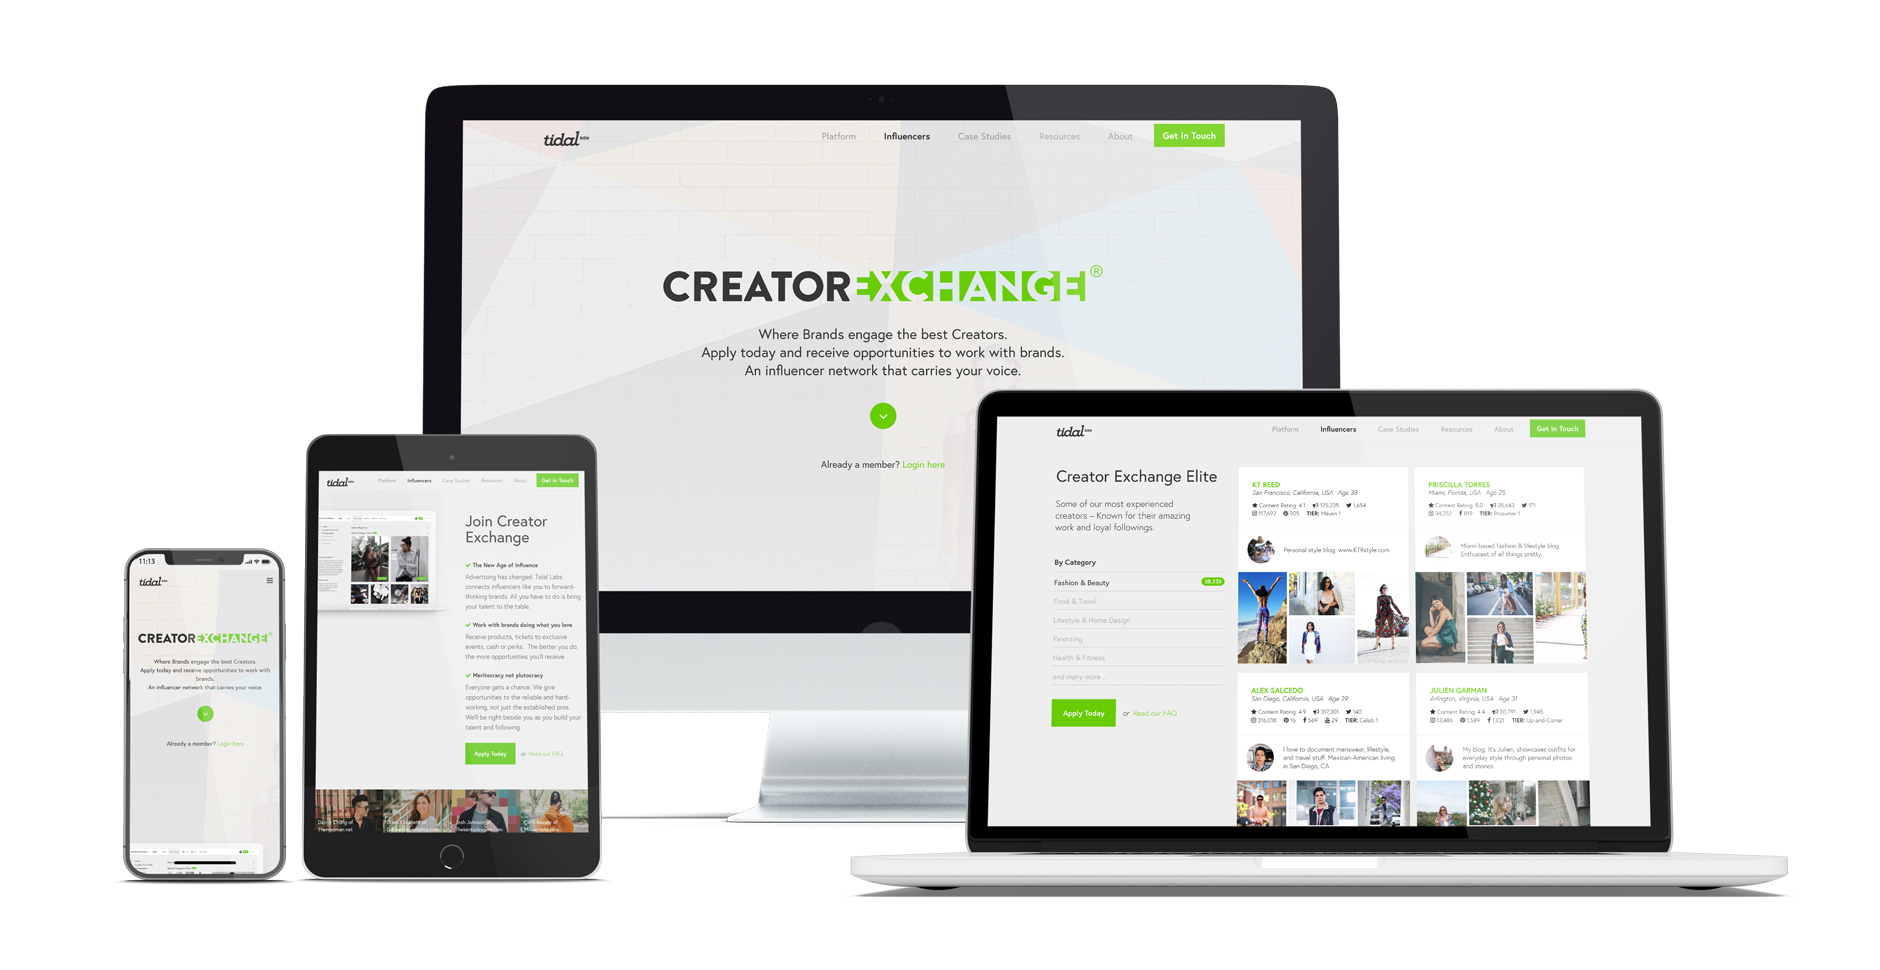 tidal labs
Platform Influencers Case Studies Resources About Get in Touch
CREATOREXCHANGE®
Where Brands engage the best Creators.
Apply today and receive opportunities to work with brands.
An influencer network that carries your voice.
Already a member? Login here
11:13
tidal labs
CREATOREXCHANGE®
Where Brands engage the best Creators.
Apply today and receive opportunities to work with
brands.
An influencer network that carries your voice.
Already a member? Login here
tidal labs
Platform Influencers Case Studies Resources About Get in Touch
Join Creator
Exchange
The New Age of Influence
Advertising has changed. Tidal Labs
connects influencers like you to forward-
thinking brands. All you have to do is bring
your talent to the table.
Work with brands doing what you love
Receive products, tickets to exclusive
events, cash or perks. The better you do,
the more opportunities you'll receive.
Meritocracy not plutocracy
Everyone gets a chance. We give
opportunities to the reliable and hard-
working, not just the established pros.
We'll be right beside you as you build your
talent and following.
Apply Today or Read our FAQ
Josh Johnson of
Themodman.net
Thekentuckygent.com
tidal labs
Platform Influencers Case Studies Resources About Get in Touch
Creator Exchange Elite
Some of our most experienced
creators – Known for their amazing
work and loyal followings.
By Category
Fashion & Beauty 38,233
Food & Travel
Lifestyle & Home Design
Parenting
Health & Fitness
and many more ...
Apply Today or Read our FAQ
KT REED
San Francisco, California, USA Age 38
Content Rating: 4.1 125,235 1,654
117,693 905 TIER: Maven 1
Personal style blog: www.KTRstyle.com
PRISCILLA TORRES
Miami, Florida, USA Age 25
Content Rating: 5.0 35,643 171
34,252 819 TIER: Prosumer 1
Miami based fashion & lifestyle blog.
Enthusiast of all things pretty.
ALEX SALCEDO
San Diego, California, USA Age 29
Content Rating: 4.9 317,301 140
316,018 16 569 29 TIER: Celeb 1
I love to document menswear, lifestyle,
and travel stuff. Mexican-American living
in San Diego, CA
JULIEN GARMAN
Arlington, Virginia, USA Age 31
Content Rating: 4.4 20,791 1,945
13,486 1,589 1,021 TIER: Up-and-Comer
My blog, It's Julien, showcases outfits for
everyday style through personal photos
and stories.